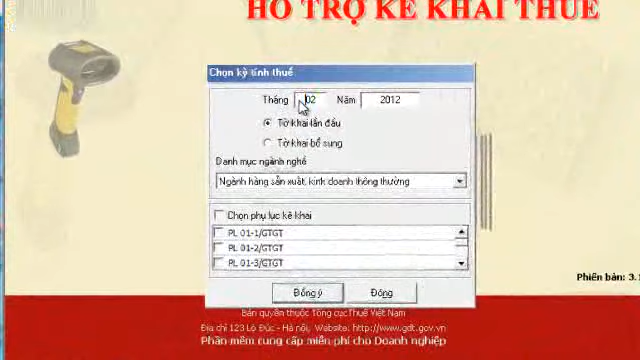 HỖ TRỢ KÊ KHAI THUẾ
Chọn kỳ tính thuế
Tháng 02 Năm 2012
Tờ khai lần đầu
Tờ khai bổ sung
Danh mục ngành nghề
Ngành hàng sản xuất, kinh doanh thông thường
Chọn phụ lục kê khai
PL 01-1/GTGT
PL 01-2/GTGT
PL 01-3/GTGT
Đồng ý Đóng
Phiên bản: 3.
Bản quyền thuộc Tổng cục Thuế Việt Nam
Địa chỉ 123 Lò Đúc - Hà nội, Website: http://www.gdt.gov.vn
Phần mềm cung cấp miễn phí cho Doanh nghiệp